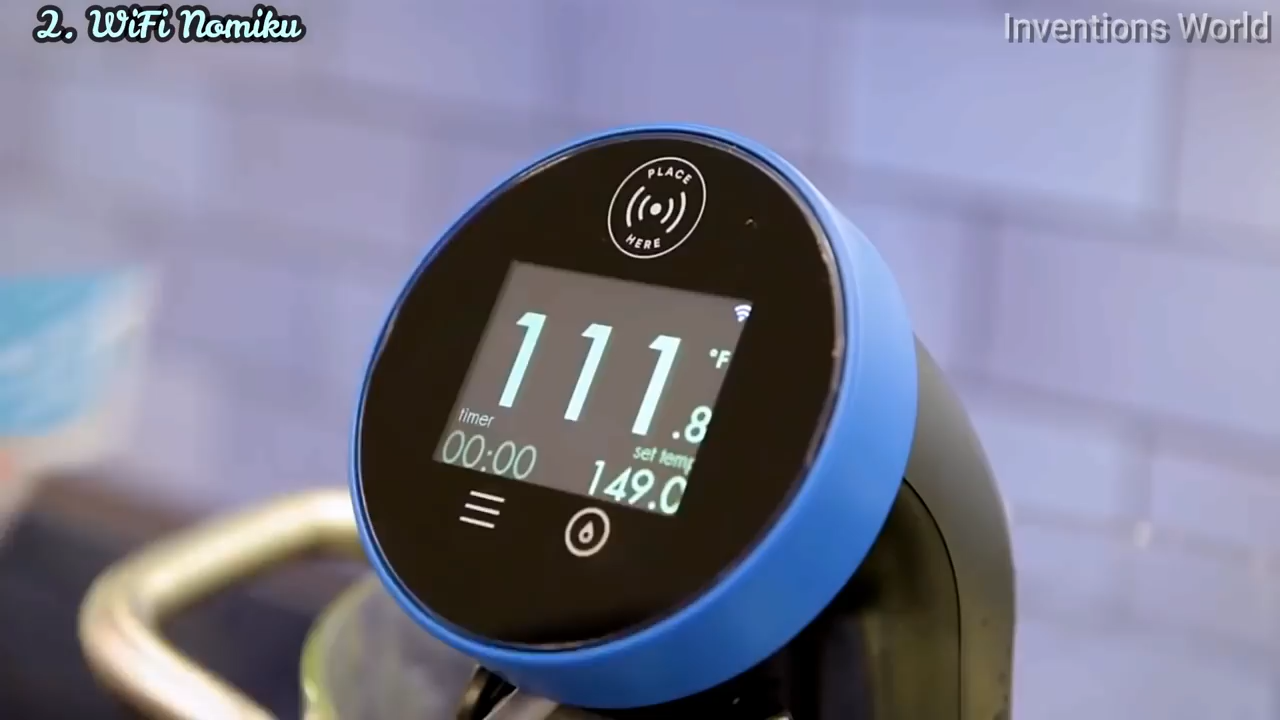 2. WiFi Nomiku
Inventions World
PLACE
HERE
111.8
°F
timer
set temp
00:00
149.0